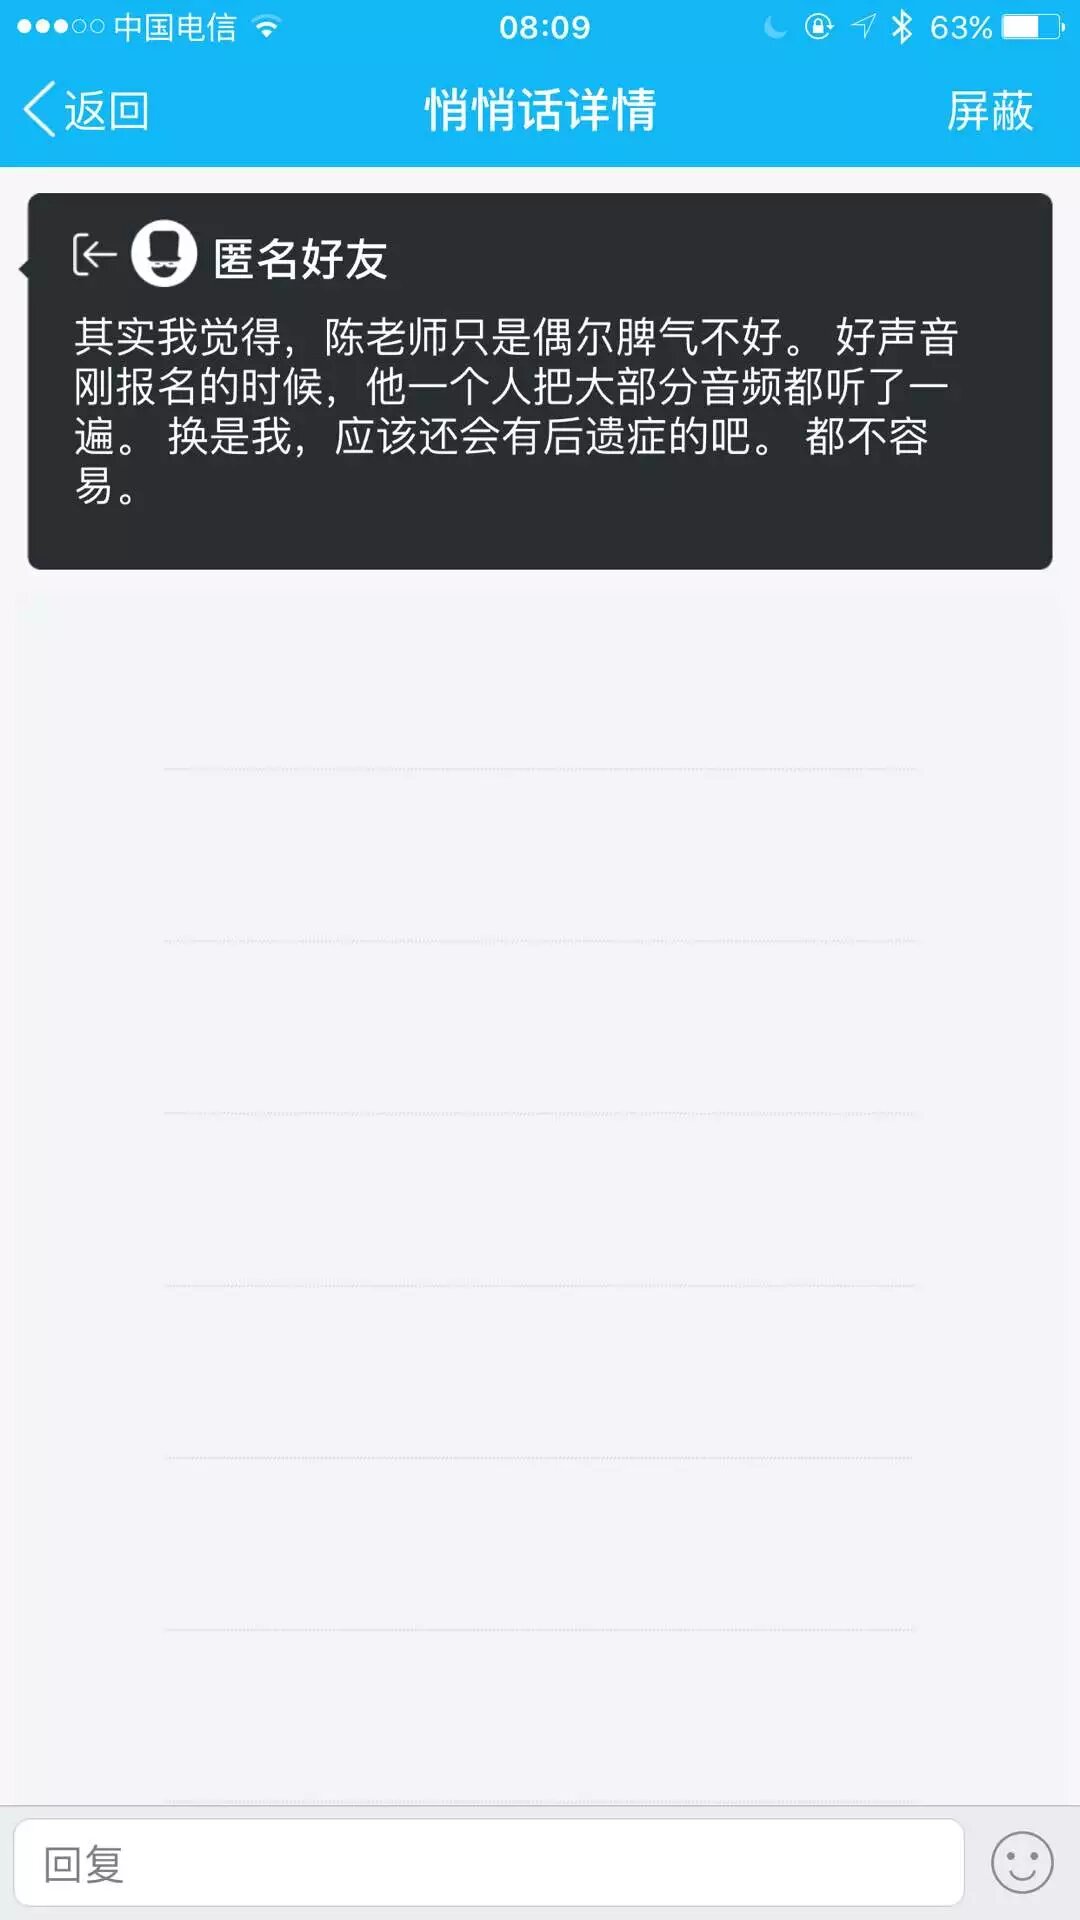 中国电信 08:09 63%
返回 悄悄话详情 屏蔽
匿名好友
其实我觉得，陈老师只是偶尔脾气不好。 好声音
刚报名的时候，他一个人把大部分音频都听了一
遍。 换是我，应该还会有后遗症的吧。 都不容
易。
回复